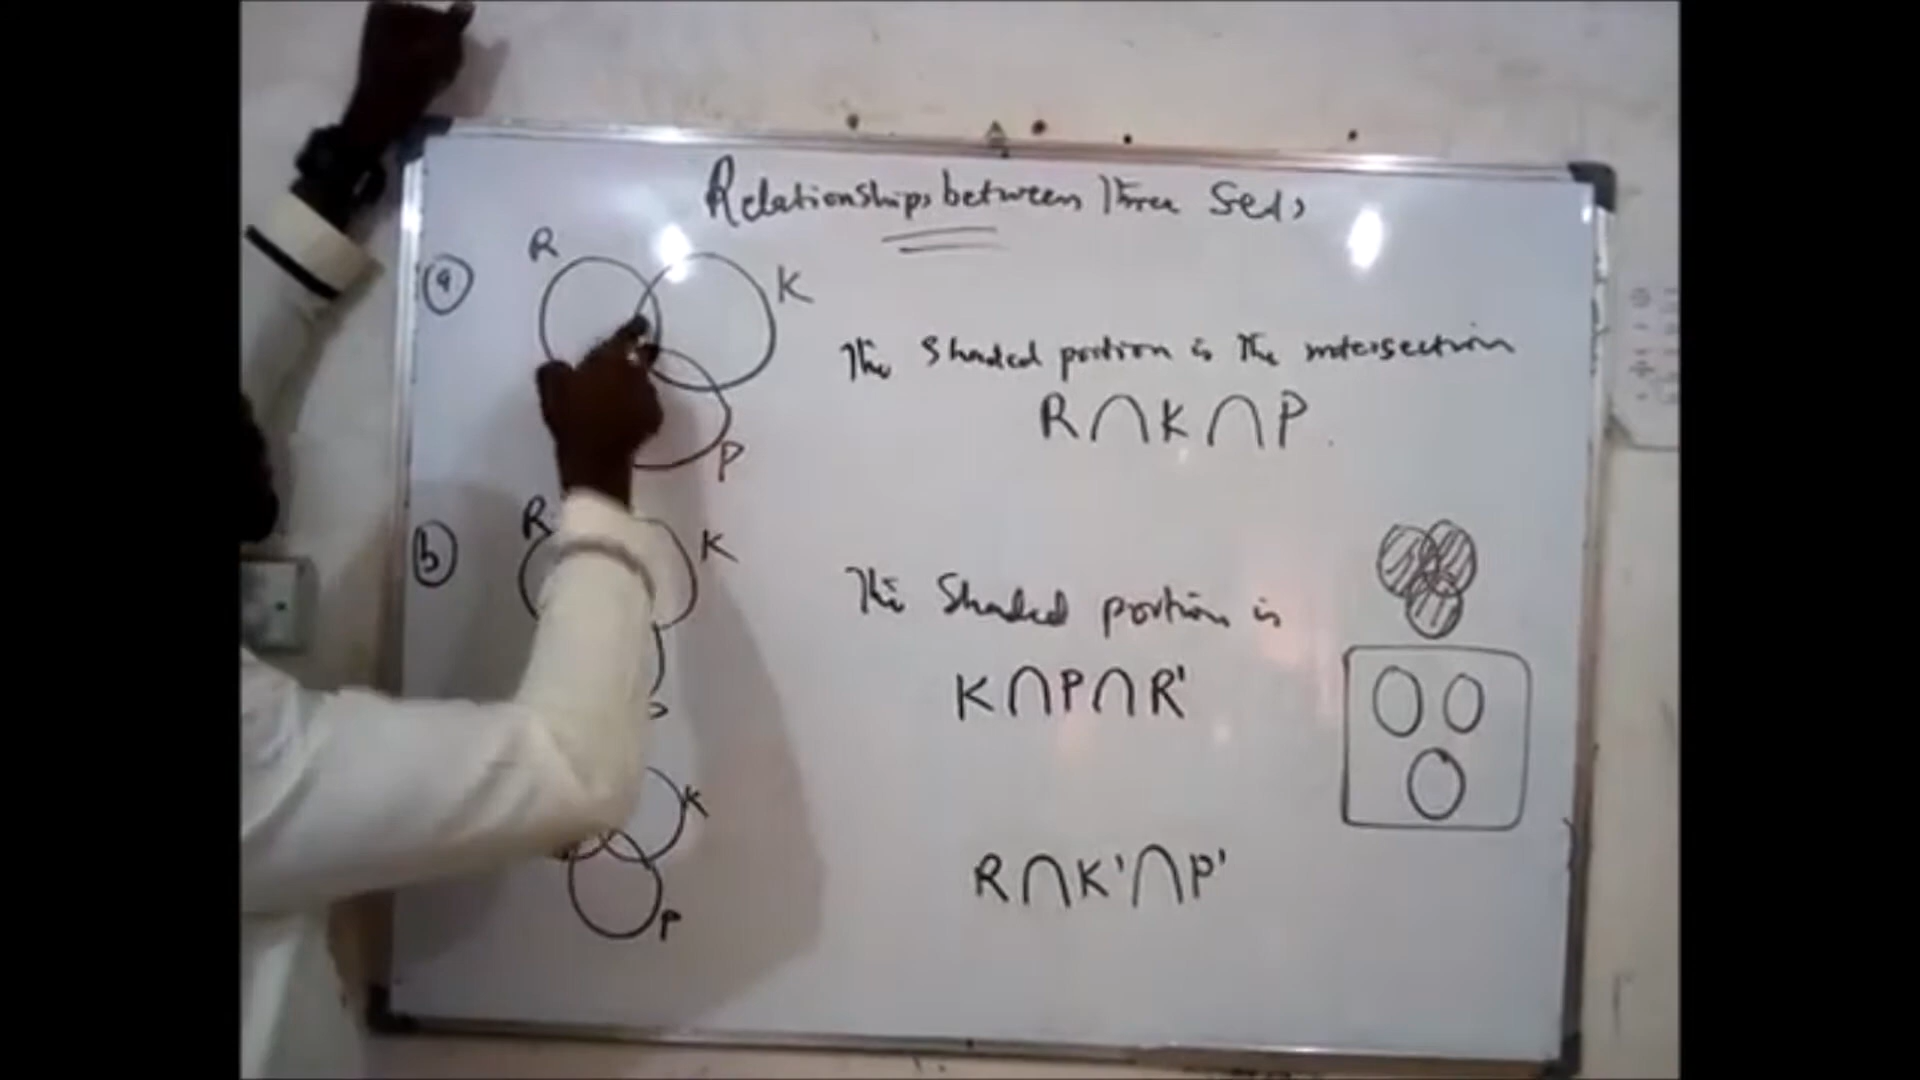 Relationships between three sets
a
R
K
The shaded portion is the intersection
R ∩ K ∩ P.
P
b
R
K
The shaded portion is
K ∩ P ∩ R'
K
R ∩ K' ∩ P'
P